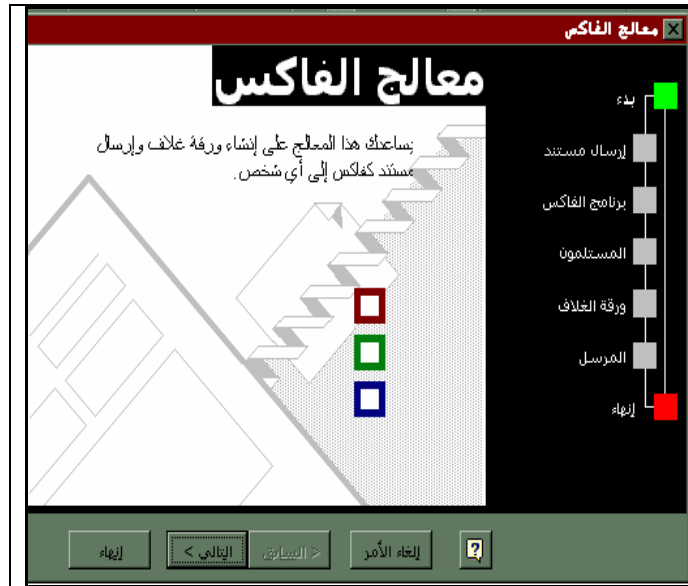 معالج الفاكس
معالج الفاكس
يساعدك هذا المعالج على إنشاء ورقة غلاف وإرسال
مستند كفاكس إلى أي شخص.
بدء
إرسال مستند
برنامج الفاكس
المستلمون
ورقة الغلاف
المرسل
إنهاء
?
إلغاء الأمر
< السابق
التالي >
إنهاء